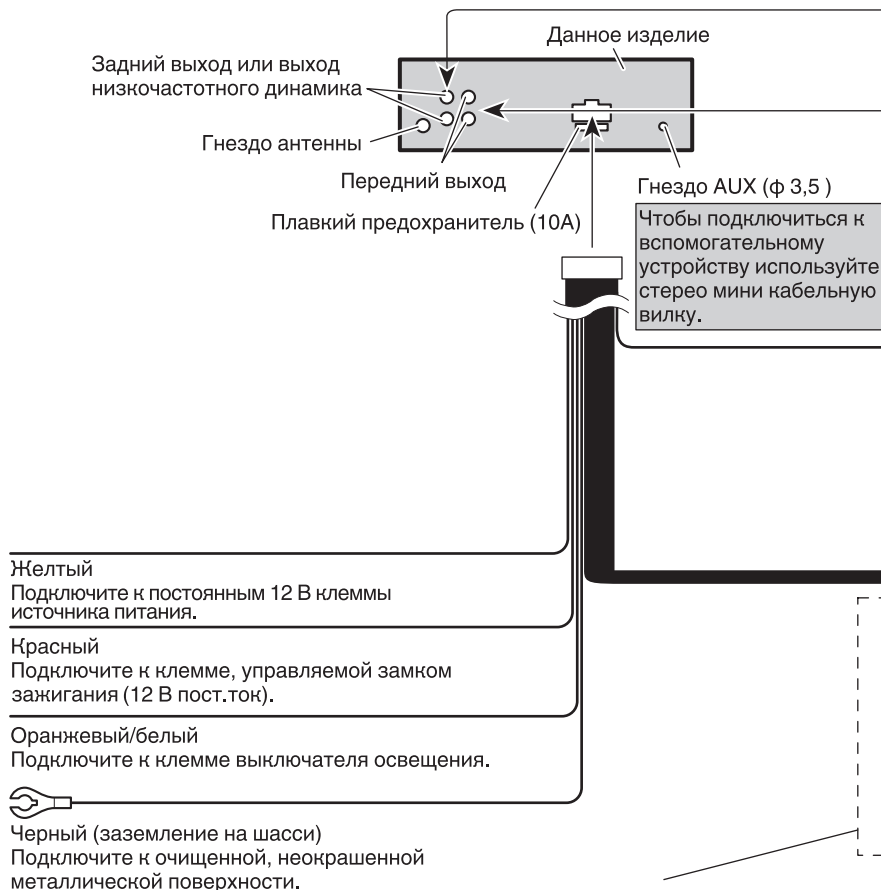 Данное изделие
Задний выход или выход
низкочастотного динамика
Гнездо антенны
Передний выход
Плавкий предохранитель (10А)
Гнездо AUX (ф 3,5 )
Чтобы подключиться к
вспомогательному
устройству используйте
стерео мини кабельную
вилку.
Желтый
Подключите к постоянным 12 В клеммы
источника питания.
Красный
Подключите к клемме, управляемой замком
зажигания (12 В пост.ток).
Оранжевый/белый
Подключите к клемме выключателя освещения.
Черный (заземление на шасси)
Подключите к очищенной, неокрашенной
металлической поверхности.